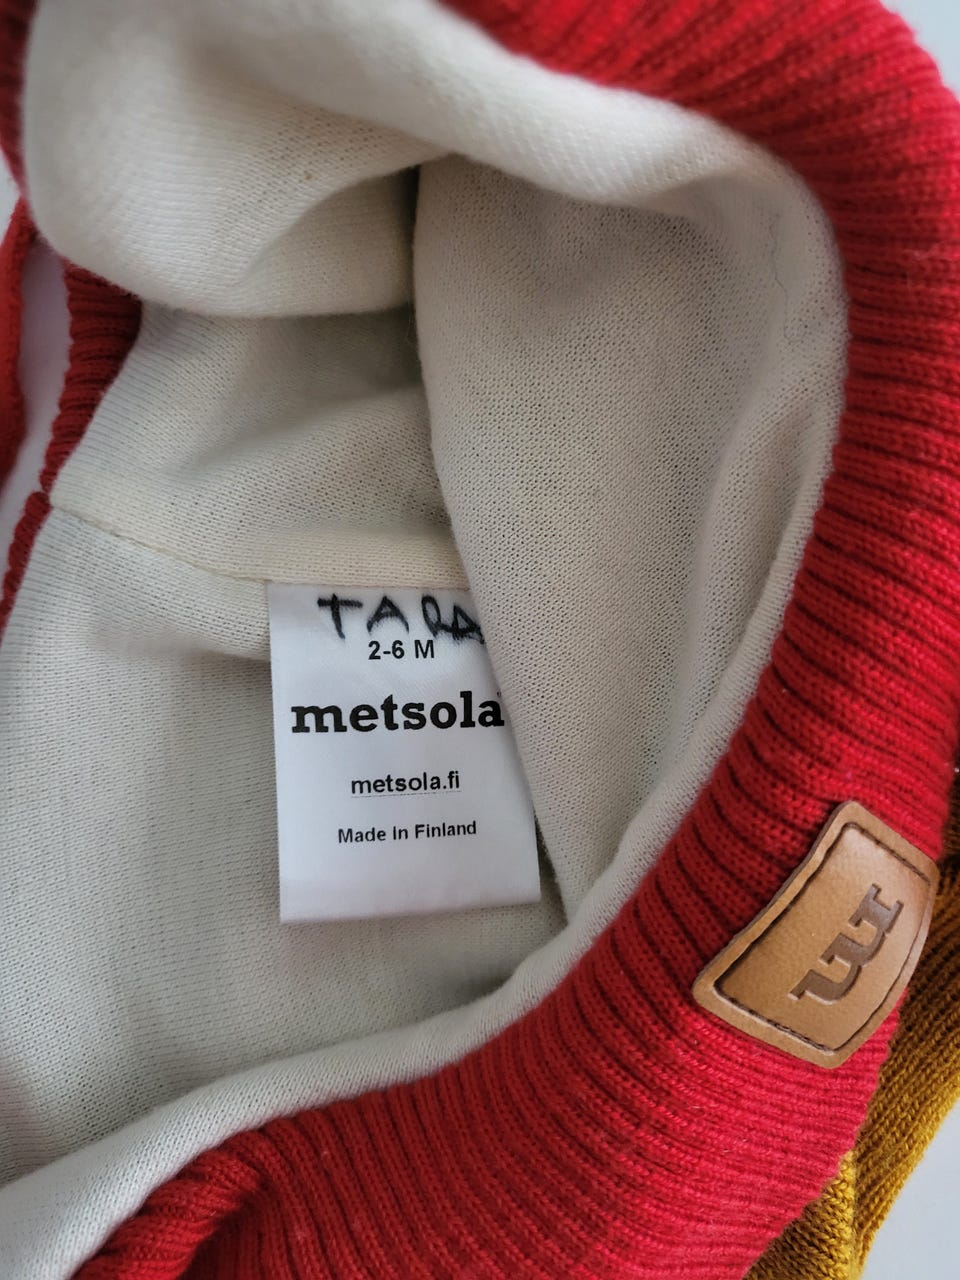 TARA
2-6 M
metsola
metsola.fi
Made in Finland
m